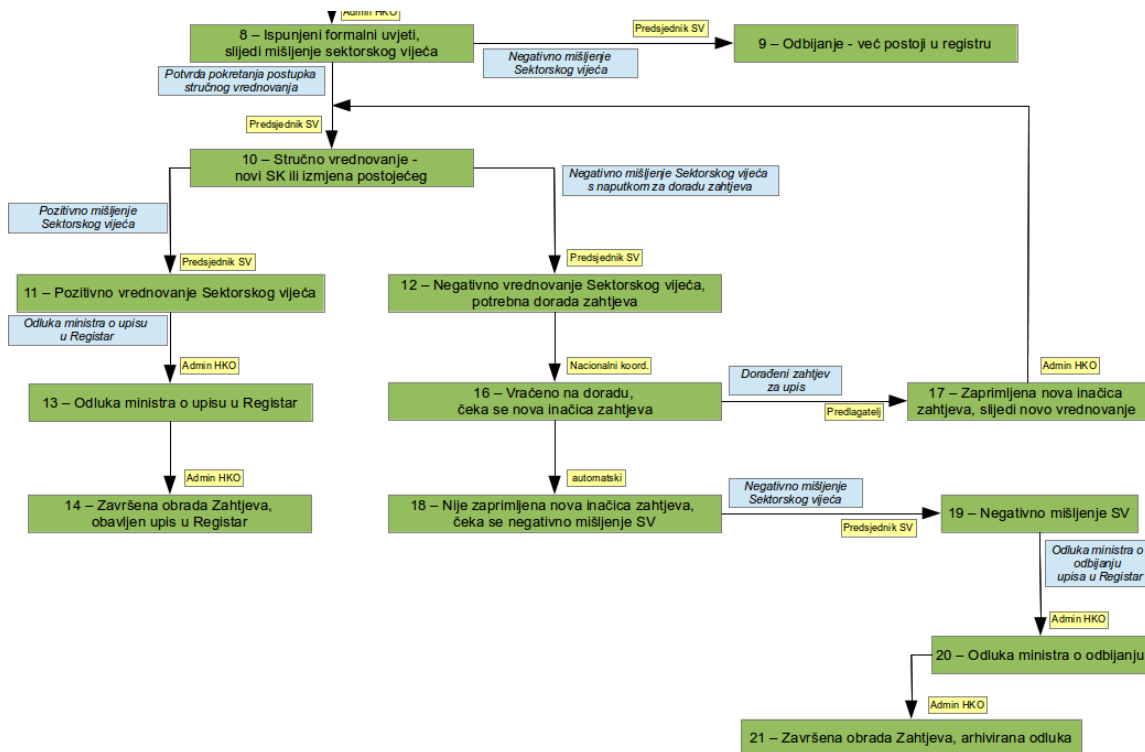 Admin HKO
8 – Ispunjeni formalni uvjeti,
slijedi mišljenje sektorskog vijeća
Predsjednik SV
Negativno mišljenje
Sektorskog vijeća
9 – Odbijanje - već postoji u registru
Potvrda pokretanja postupka
stručnog vrednovanja
Predsjednik SV
10 – Stručno vrednovanje -
novi SK ili izmjena postojećeg
Negativno mišljenje Sektorskog vijeća
s naputkom za doradu zahtjeva
Pozitivno mišljenje
Sektorskog vijeća
Predsjednik SV
11 – Pozitivno vrednovanje Sektorskog vijeća
Predsjednik SV
12 – Negativno vrednovanje Sektorskog vijeća,
potrebna dorada zahtjeva
Odluka ministra o upisu
u Registar
Admin HKO
13 – Odluka ministra o upisu u Registar
Nacionalni koord.
16 – Vraćeno na doradu,
čeka se nova inačica zahtjeva
Dorađeni zahtjev
za upis
Predlagatelj
Admin HKO
17 – Zaprimljena nova inačica
zahtjeva, slijedi novo vrednovanje
Admin HKO
14 – Završena obrada Zahtjeva,
obavljen upis u Registar
automatski
18 – Nije zaprimljena nova inačica zahtjeva,
čeka se negativno mišljenje SV
Negativno mišljenje
Sektorskog vijeća
Predsjednik SV
19 – Negativno mišljenje SV
Odluka ministra o
odbijanju
upisa u Registar
Admin HKO
20 – Odluka ministra o odbijanju
Admin HKO
21 – Završena obrada Zahtjeva, arhivirana odluka